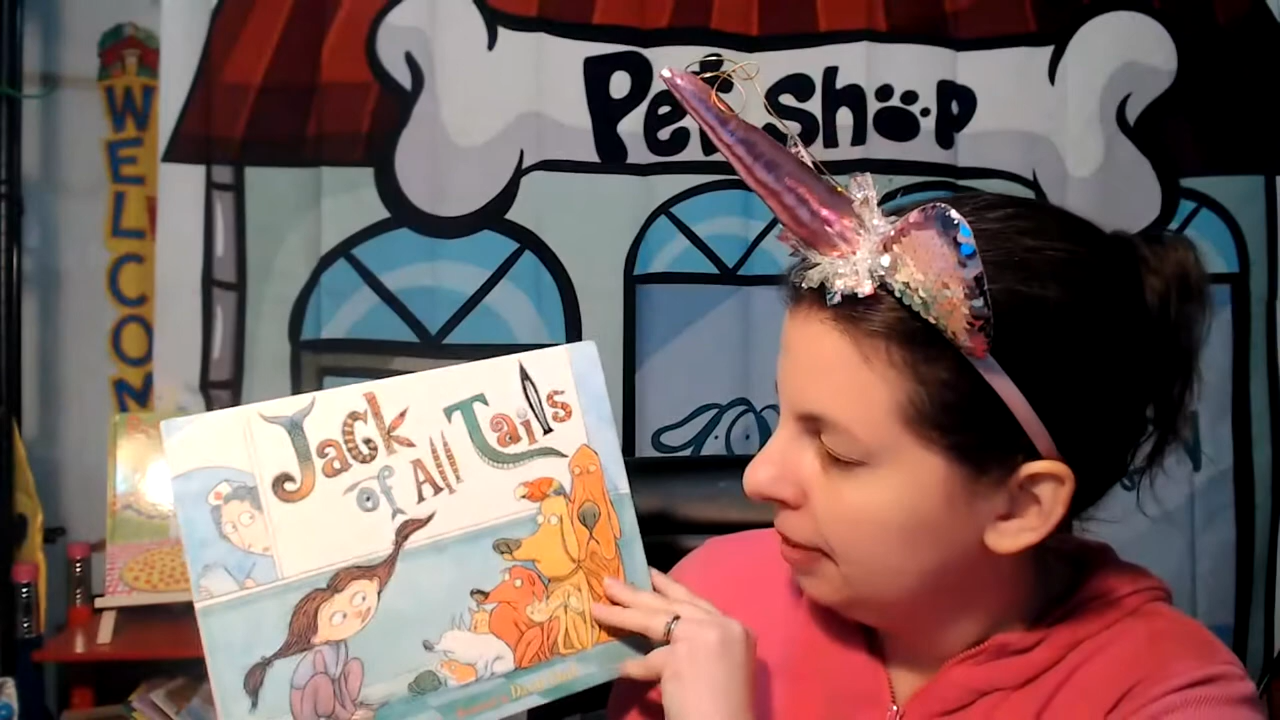 Pet Shop
WELCOM
Jack
of All
Tails